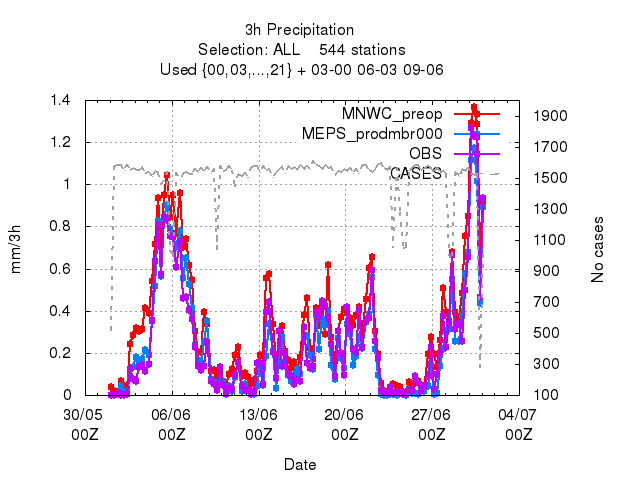 3h Precipitation
Selection: ALL    544 stations
Used {00,03,...,21} + 03-00 06-03 09-06
MNWC_preop
MEPS_prodmbr000
OBS
CASES
mm/3h
1.4
1.2
1
0.8
0.6
0.4
0.2
0
No cases
1900
1700
1500
1300
1100
900
700
500
300
100
30/05 06/06 13/06 20/06 27/06 04/07
00Z 00Z 00Z 00Z 00Z 00Z
Date